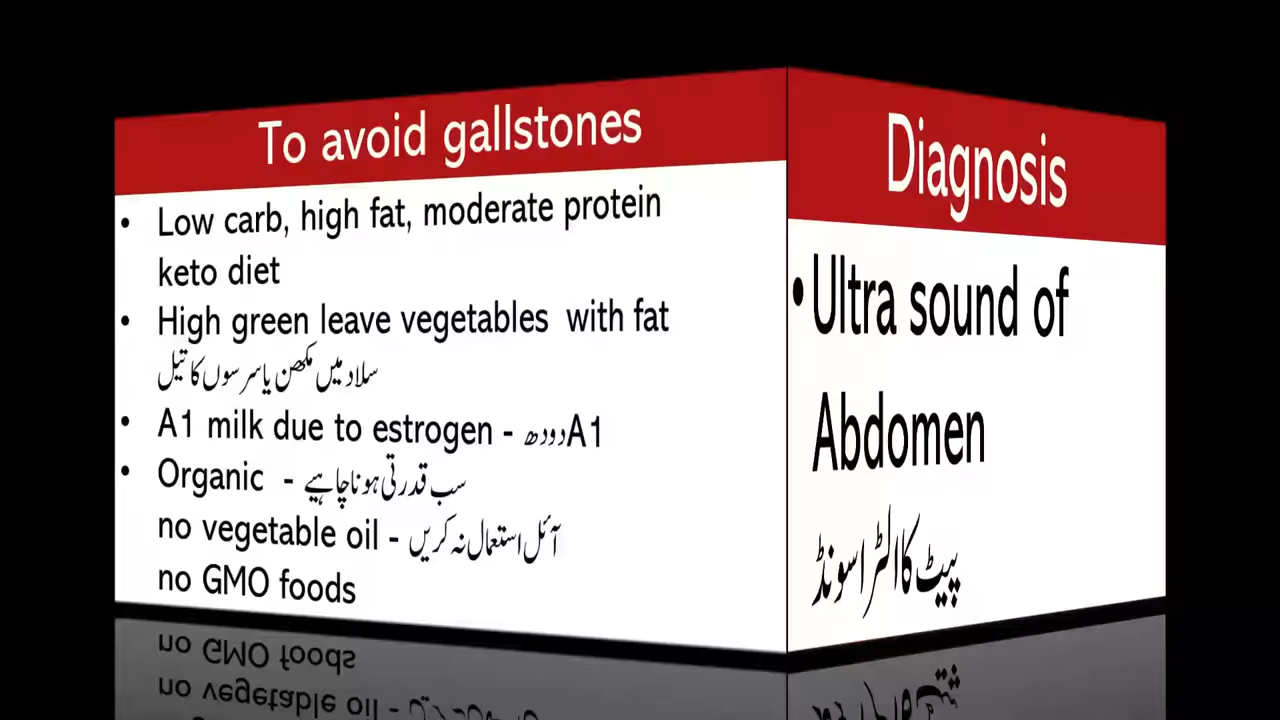 To avoid gallstones
• Low carb, high fat, moderate protein
keto diet
• High green leave vegetables with fat
سلاد میں مکھن یا سرسوں کا تیل
• A1 milk due to estrogen - دودھ A1
• Organic - سب قدرتی ہونا چاہیے
no vegetable oil - آئل استعمال نہ کریں
no GMO foods
Diagnosis
• Ultra sound of
Abdomen
پیٹ کا الٹرا سونڈ